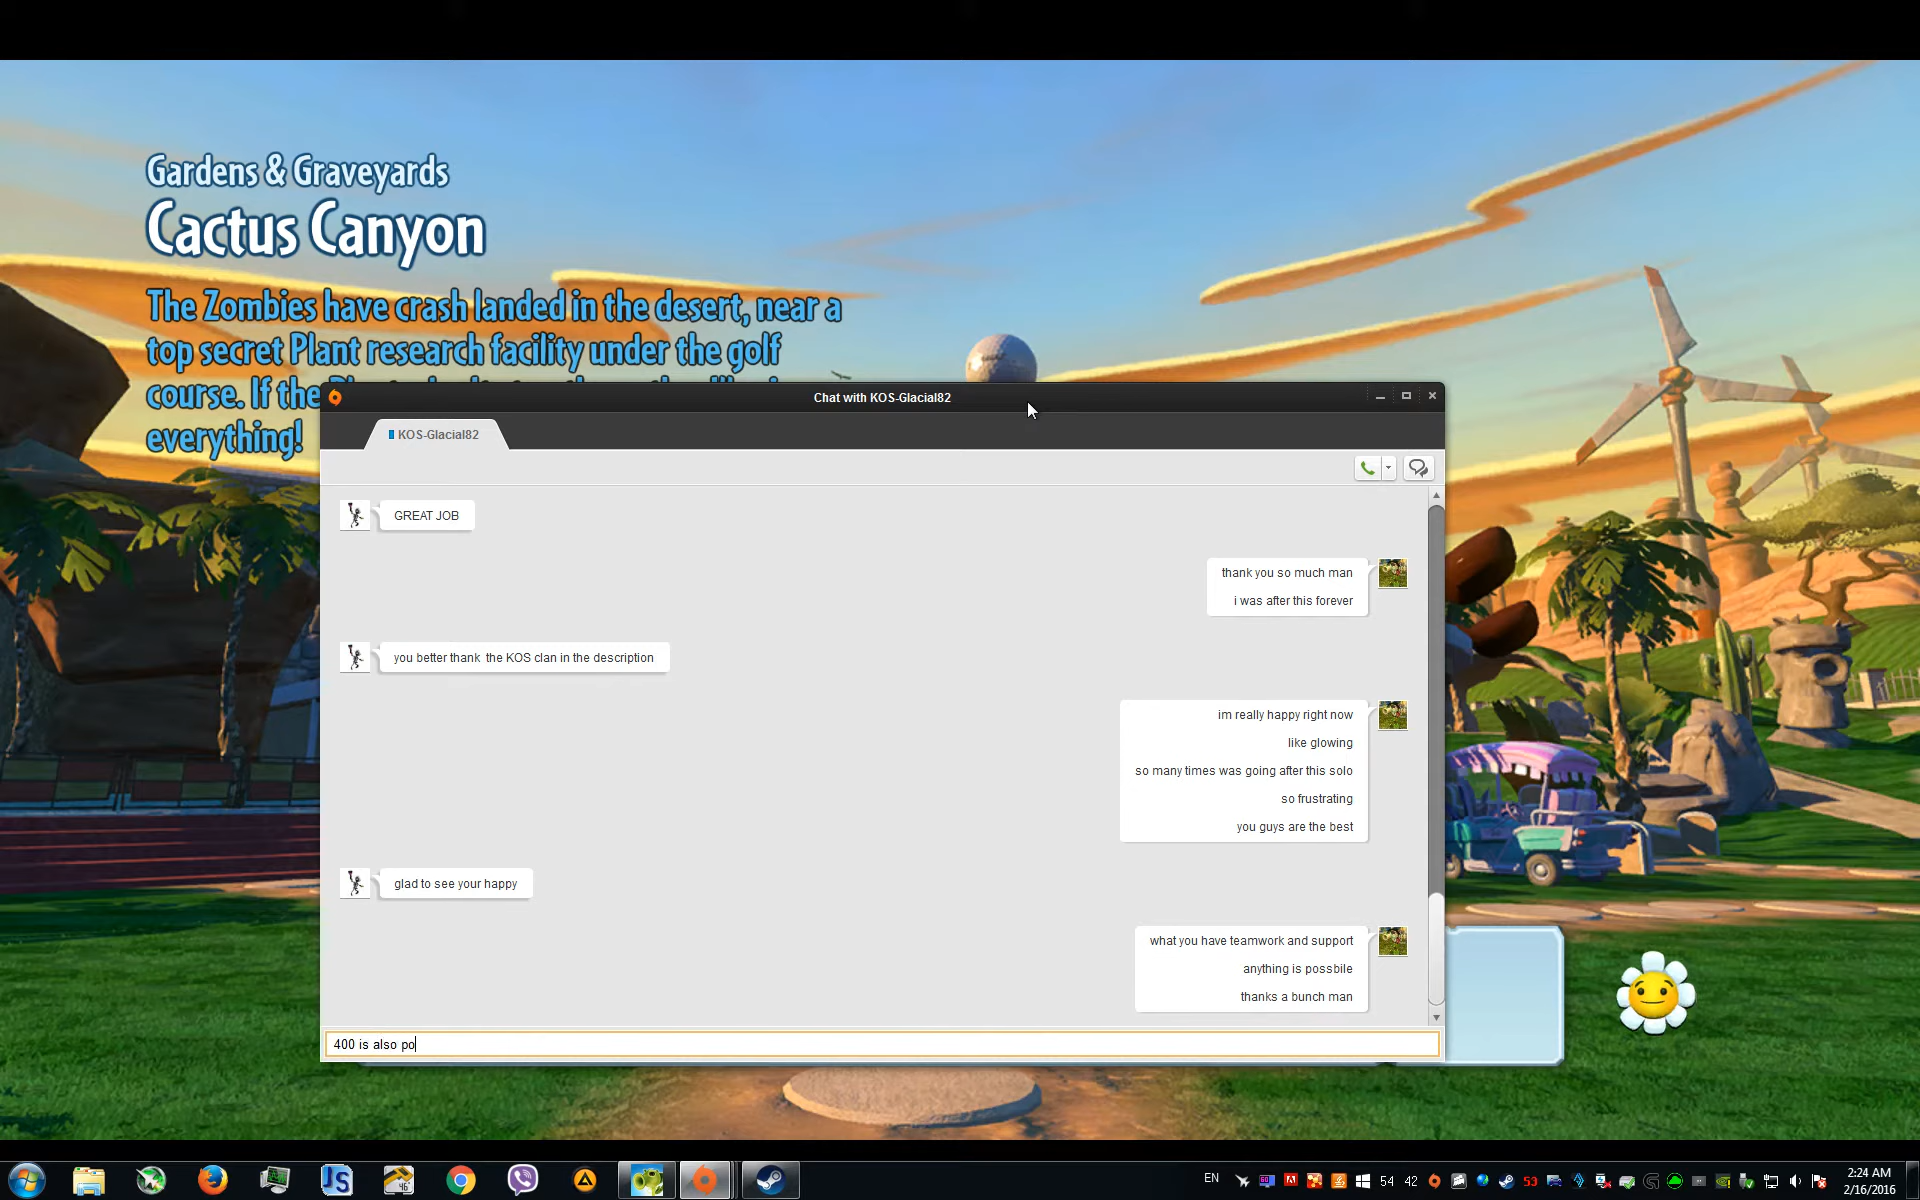 Gardens & Graveyards
Cactus Canyon
The Zombies have crash landed in the desert, near a
top secret Plant research facility under the golf
course. If the
everything!
Chat with KOS-Glacial82
KOS-Glacial82
GREAT JOB
thank you so much man
i was after this forever
you better thank the KOS clan in the description
im really happy right now
like glowing
so many times was going after this solo
so frustrating
you guys are the best
glad to see your happy
what you have teamwork and support
anything is possbile
thanks a bunch man
400 is also po
JS
46°
EN
60
54
42
53
2:24 AM
2/16/2016